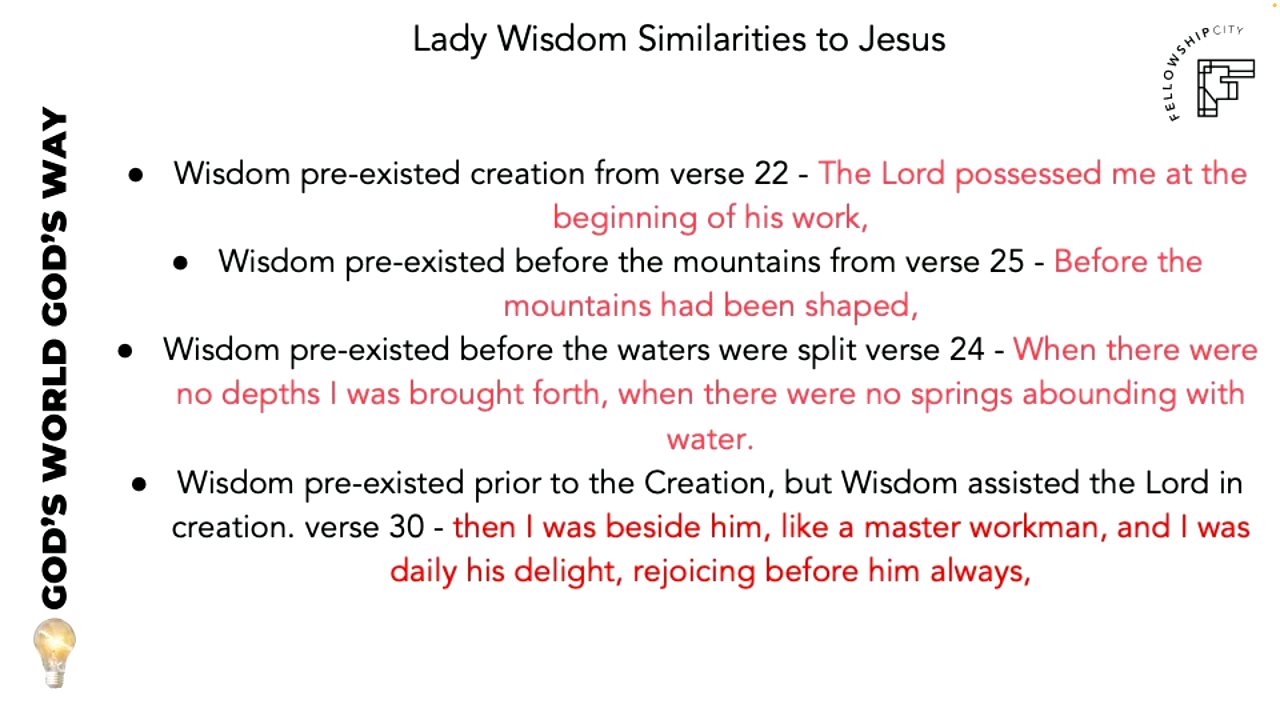 Lady Wisdom Similarities to Jesus
FELLOWSHIPCITY
GOD'S WORLD GOD'S WAY
● Wisdom pre-existed creation from verse 22 - The Lord possessed me at the
beginning of his work,
● Wisdom pre-existed before the mountains from verse 25 - Before the
mountains had been shaped,
● Wisdom pre-existed before the waters were split verse 24 - When there were
no depths I was brought forth, when there were no springs abounding with
water.
● Wisdom pre-existed prior to the Creation, but Wisdom assisted the Lord in
creation. verse 30 - then I was beside him, like a master workman, and I was
daily his delight, rejoicing before him always,